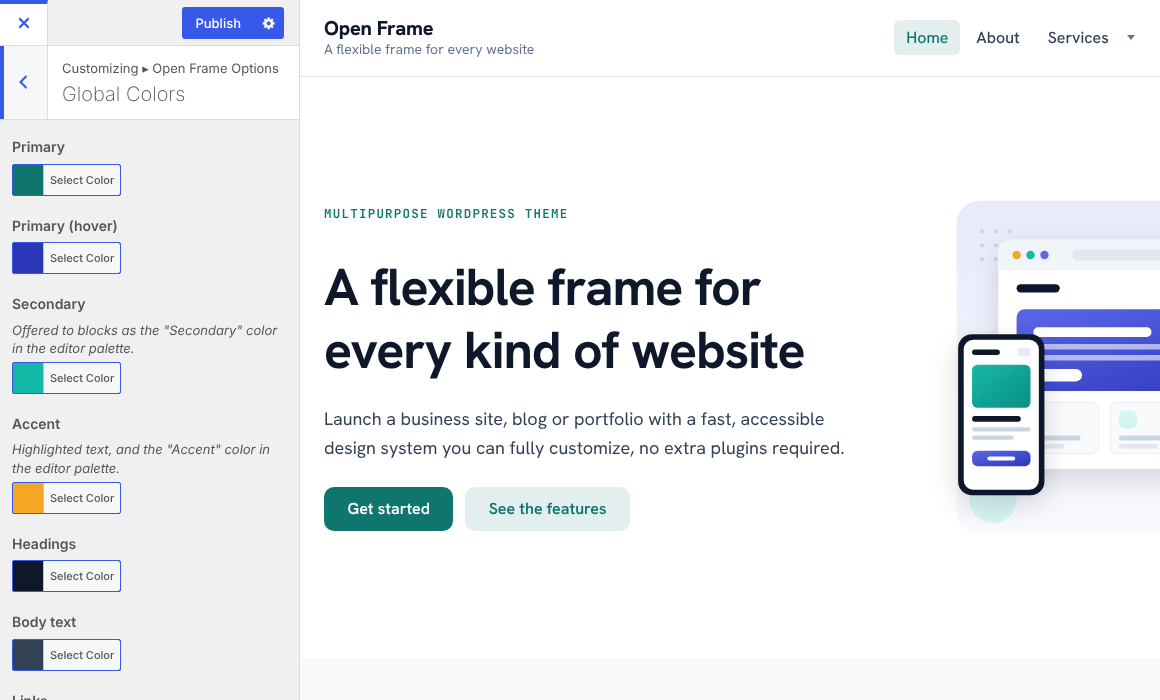 Publish
Customizing ▸ Open Frame Options
Global Colors
Primary
Select Color
Primary (hover)
Select Color
Secondary
Offered to blocks as the "Secondary" color
in the editor palette.
Select Color
Accent
Highlighted text, and the "Accent" color in
the editor palette.
Select Color
Headings
Select Color
Body text
Select Color
Links
Open Frame
A flexible frame for every website
Home
About
Services
MULTIPURPOSE WORDPRESS THEME
A flexible frame for
every kind of website
Launch a business site, blog or portfolio with a fast, accessible
design system you can fully customize, no extra plugins required.
Get started
See the features